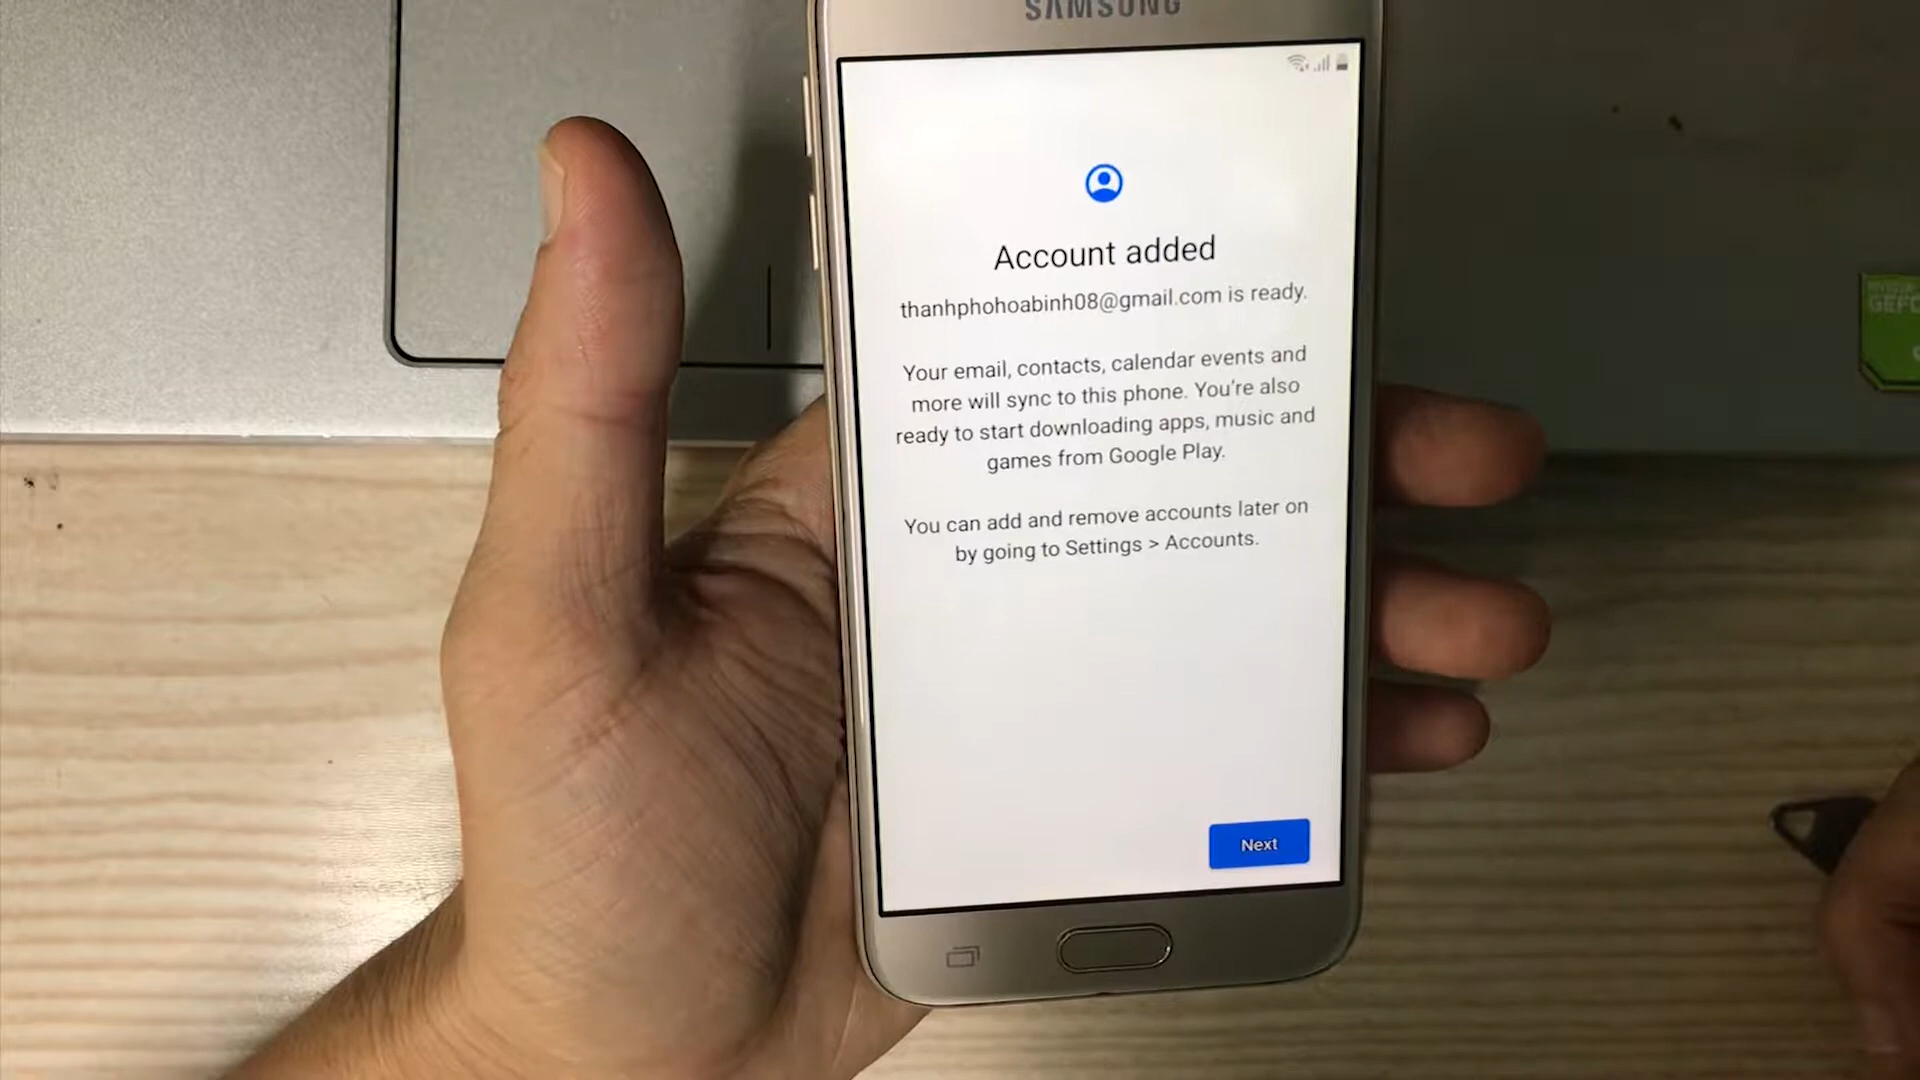 SAMSUNG
Account added
thanhphohoabinh08@gmail.com is ready.
Your email, contacts, calendar events and
more will sync to this phone. You're also
ready to start downloading apps, music and
games from Google Play.
You can add and remove accounts later on
by going to Settings > Accounts.
Next